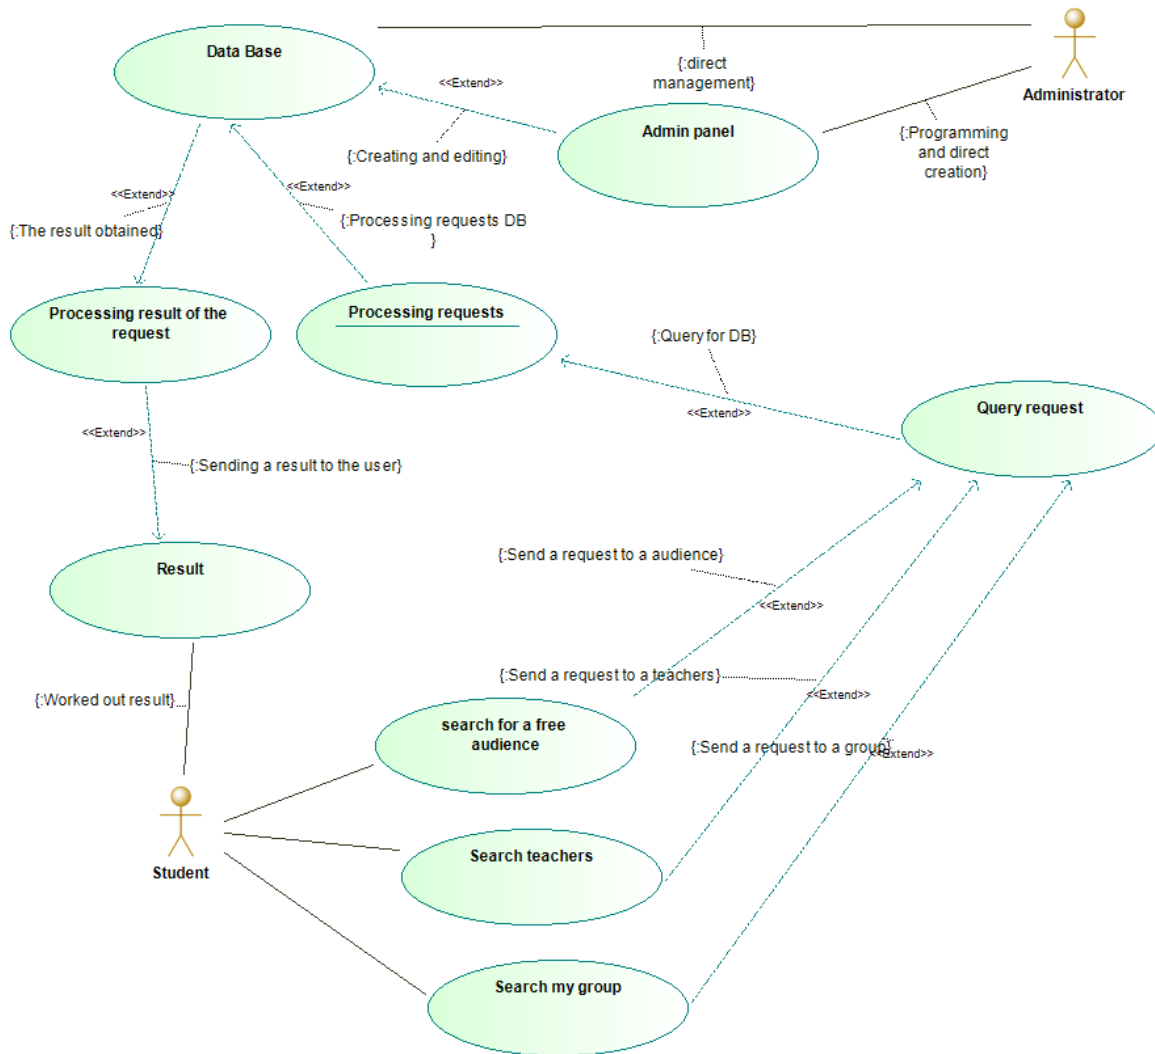 Data Base
{:direct
management}
Administrator
<<Extend>>
Admin panel
{:Programming
and direct
creation}
{:Creating and editing}
<<Extend>>
<<Extend>>
{:The result obtained}
{:Processing requests DB
}
Processing result of the
request
Processing requests
{:Query for DB}
<<Extend>>
Query request
<<Extend>>
{:Sending a result to the user}
Result
{:Send a request to a audience}
<<Extend>>
{:Worked out result}
{:Send a request to a teachers}
<<Extend>>
search for a free
audience
{:Send a request to a group}
<<Extend>>
Search teachers
Student
Search my group